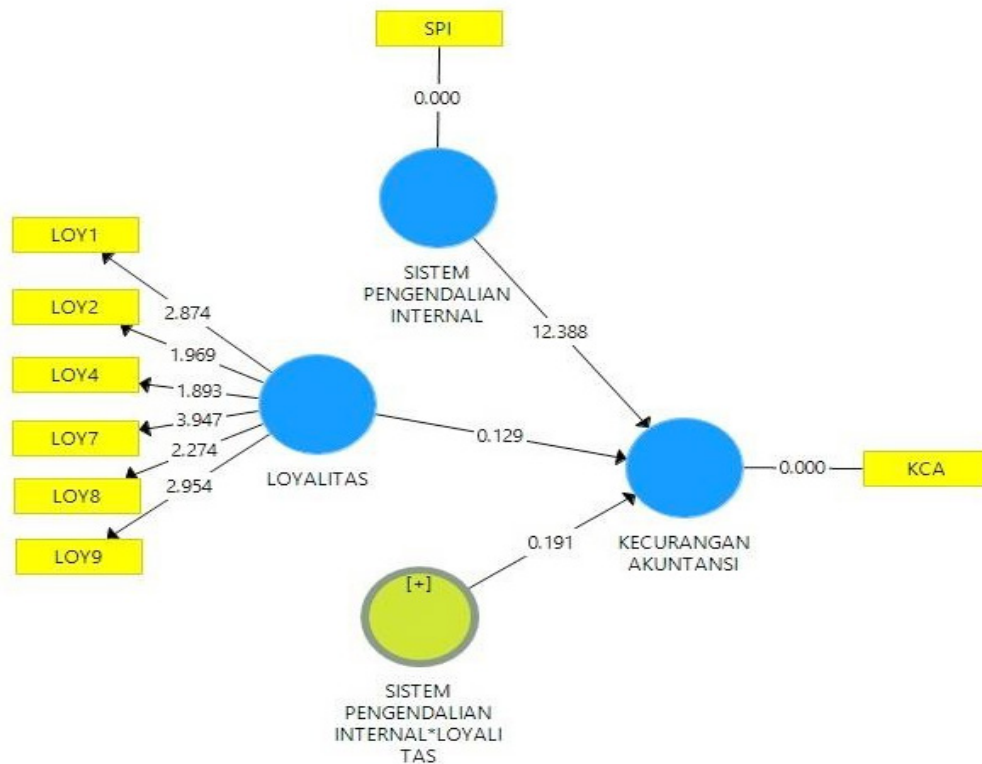 SPI
0.000
SISTEM
PENGENDALIAN
INTERNAL
12.388
LOY1
LOY2
LOY4
LOY7
LOY8
LOY9
2.874
1.969
1.893
3.947
2.274
2.954
LOYALITAS
0.129
0.191
KECURANGAN
AKUNTANSI
0.000
KCA
[+]
SISTEM
PENGENDALIAN
INTERNAL*LOYALI
TAS